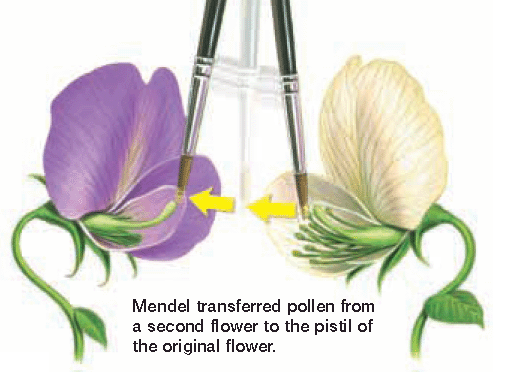 Mendel transferred pollen from
a second flower to the pistil of
the original flower.